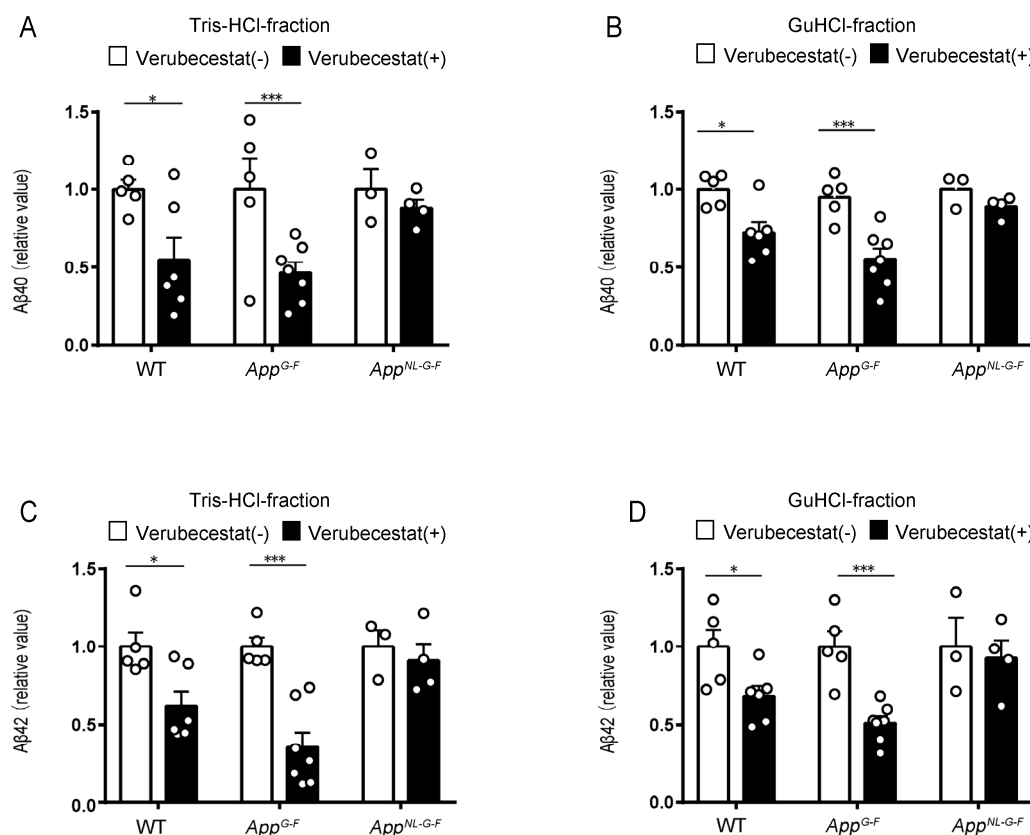 A
Tris-HCl-fraction
Verubecestat(-) Verubecestat(+)
* ***
Aβ40 (relative value)
1.5
1.0
0.5
0.0
WT App^G-F App^NL-G-F
B
GuHCl-fraction
Verubecestat(-) Verubecestat(+)
* ***
Aβ40 (relative value)
1.5
1.0
0.5
0.0
WT App^G-F App^NL-G-F
C
Tris-HCl-fraction
Verubecestat(-) Verubecestat(+)
* ***
Aβ42 (relative value)
1.5
1.0
0.5
0.0
WT App^G-F App^NL-G-F
D
GuHCl-fraction
Verubecestat(-) Verubecestat(+)
* ***
Aβ42 (relative value)
1.5
1.0
0.5
0.0
WT App^G-F App^NL-G-F